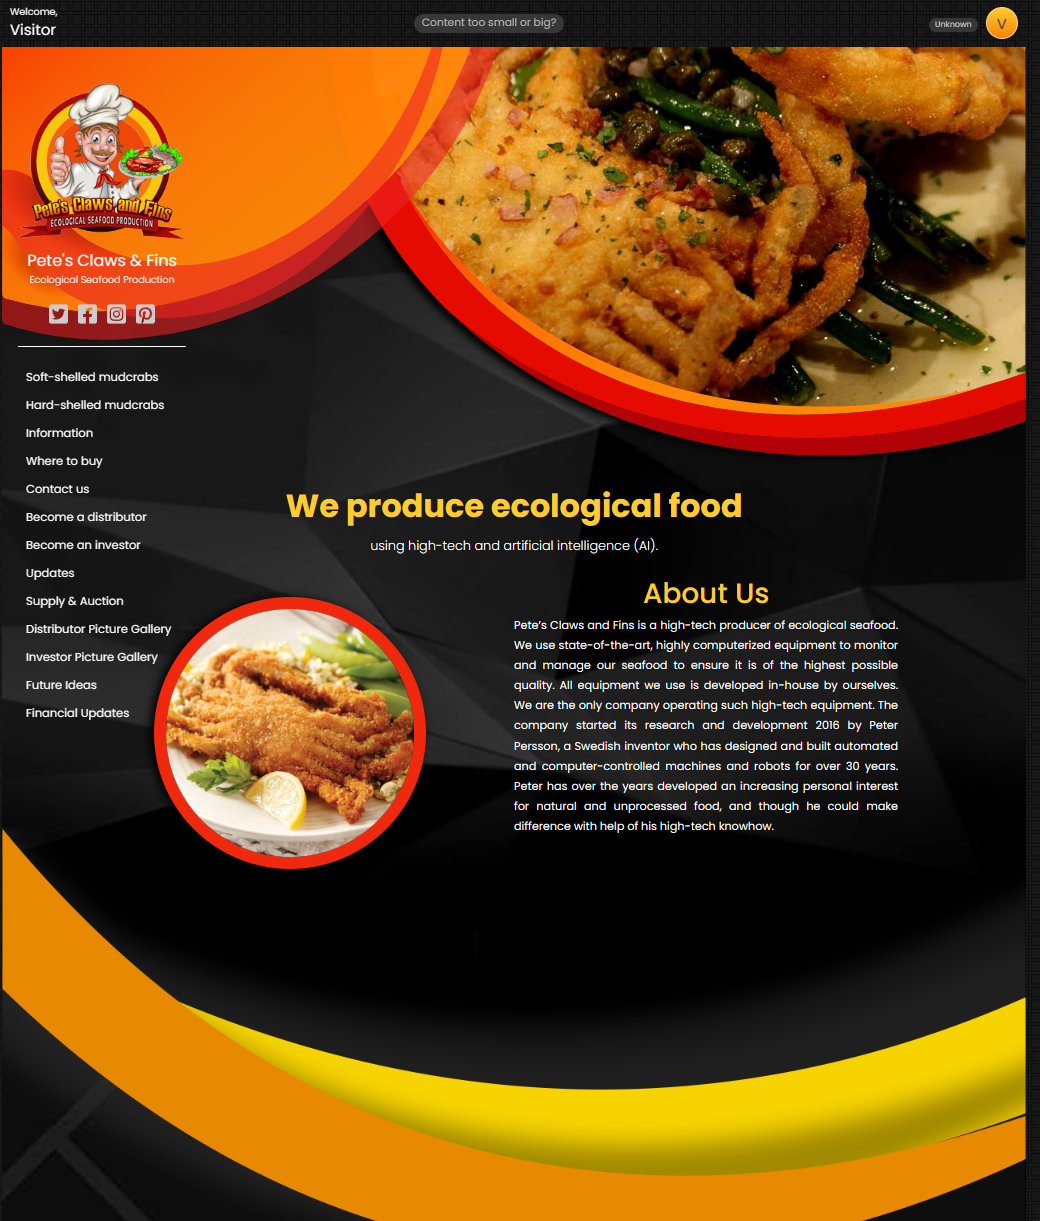 Welcome,
Visitor
Content too small or big?
Unknown
V
Pete's Claws and Fins
ECOLOGICAL SEAFOOD PRODUCTION
Pete's Claws & Fins
Ecological Seafood Production
Soft-shelled mudcrabs
Hard-shelled mudcrabs
Information
Where to buy
Contact us
Become a distributor
Become an investor
Updates
Supply & Auction
Distributor Picture Gallery
Investor Picture Gallery
Future Ideas
Financial Updates
We produce ecological food
using high-tech and artificial intelligence (AI).
About Us
Pete’s Claws and Fins is a high-tech producer of ecological seafood.
We use state-of-the-art, highly computerized equipment to monitor
and manage our seafood to ensure it is of the highest possible
quality. All equipment we use is developed in-house by ourselves.
We are the only company operating such high-tech equipment. The
company started its research and development 2016 by Peter
Persson, a Swedish inventor who has designed and built automated
and computer-controlled machines and robots for over 30 years.
Peter has over the years developed an increasing personal interest
for natural and unprocessed food, and though he could make
difference with help of his high-tech knowhow.